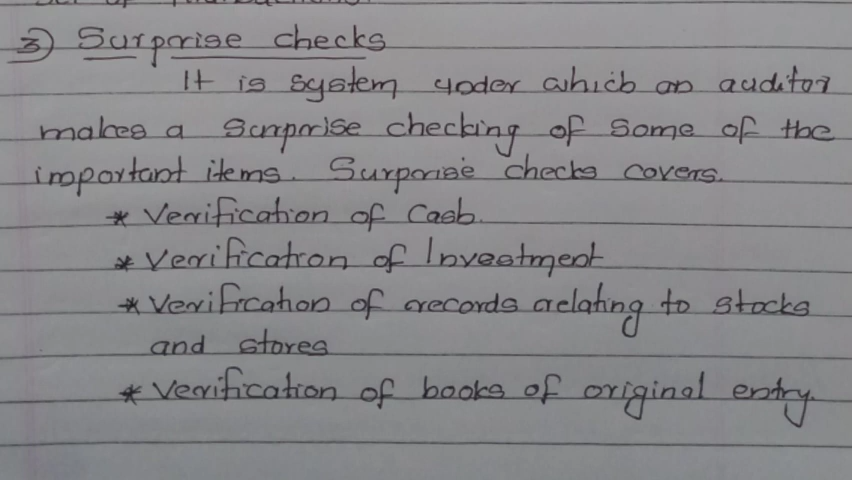 3) Surprise checks
It is system under which an auditor
makes a surprise checking of some of the
important items. Surprise checks covers.
* Verification of Cash.
* Verification of Investment
* Verification of records relating to stocks
and stores
* Verification of books of original entry.